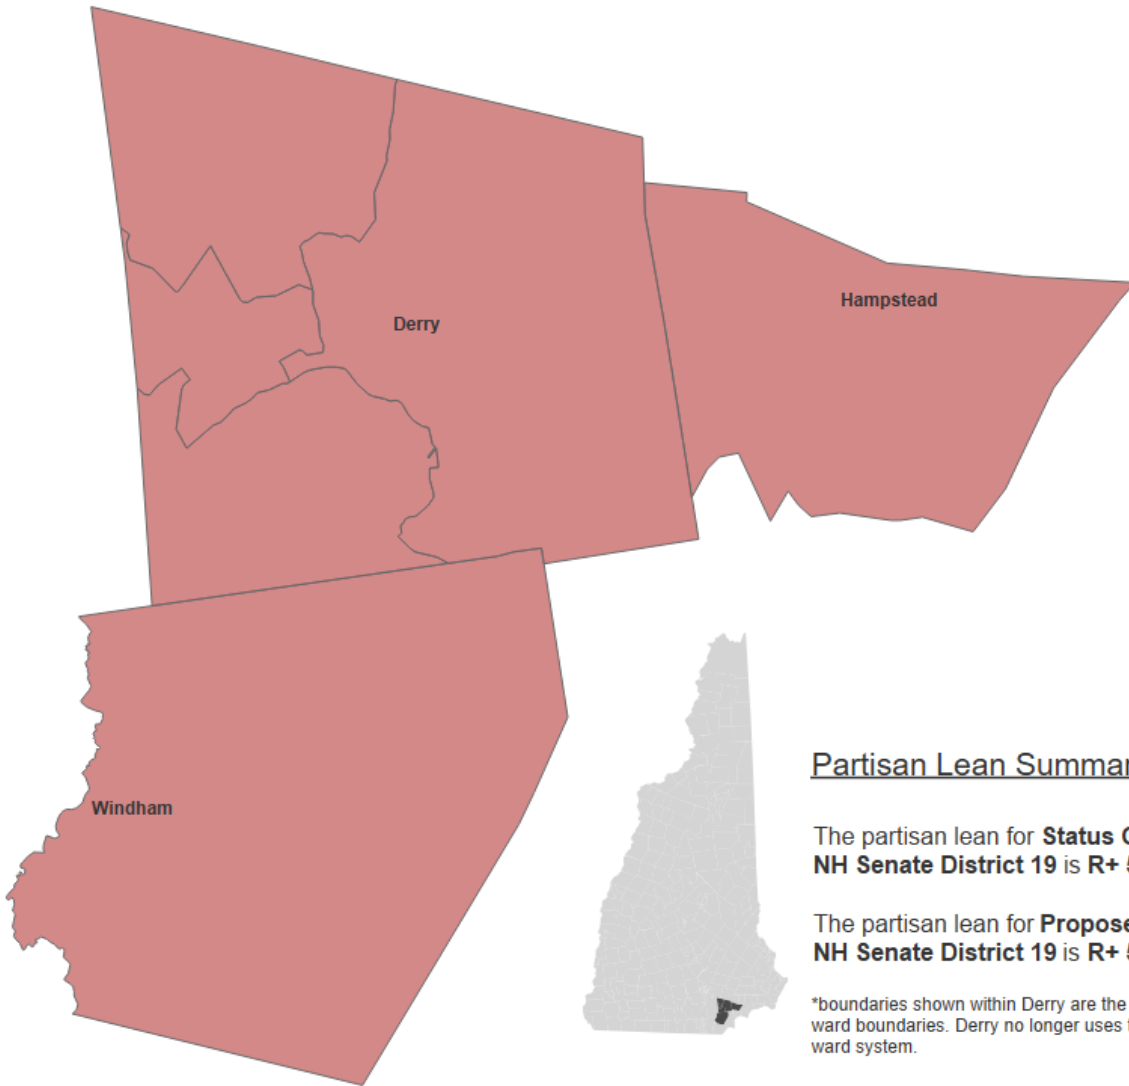 Derry
Hampstead
Windham
Partisan Lean Summar
The partisan lean for Status
NH Senate District 19 is R+
The partisan lean for Propose
NH Senate District 19 is R+
*boundaries shown within Derry are the
ward boundaries. Derry no longer uses
ward system.